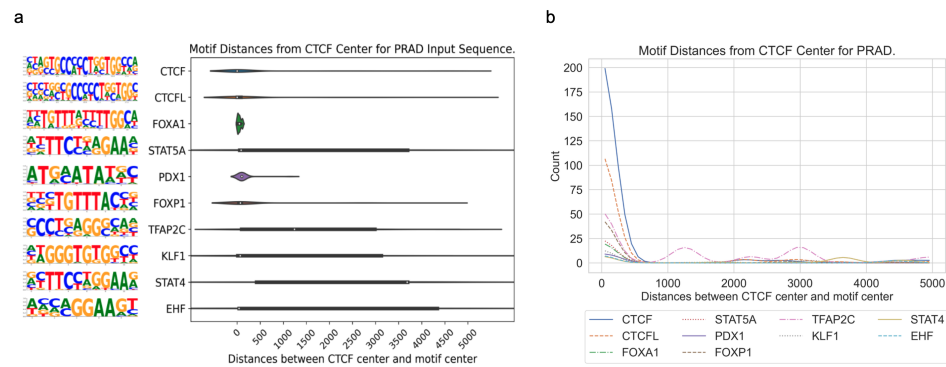 a
Motif Distances from CTCF Center for PRAD Input Sequence.
CTCF
CTCFL
FOXA1
STAT5A
PDX1
FOXP1
TFAP2C
KLF1
STAT4
EHF
0
500
1000
1500
2000
2500
3000
3500
4000
4500
5000
Distances between CTCF center and motif center
b
Motif Distances from CTCF Center for PRAD.
Count
200
175
150
125
100
75
50
25
0
0 1000 2000 3000 4000 5000
Distances between CTCF center and motif center
CTCF STAT5A TFAP2C STAT4
CTCFL PDX1 KLF1 EHF
FOXA1 FOXP1